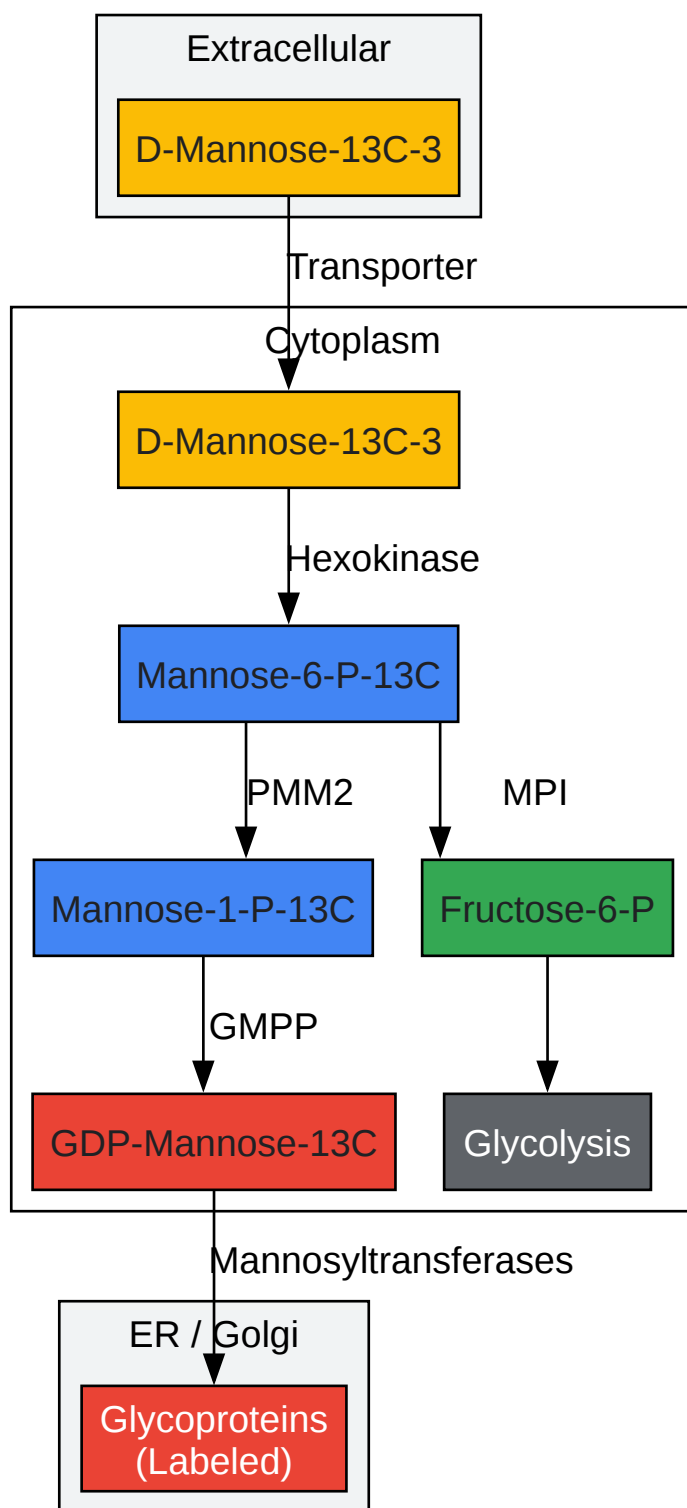 Extracellular
D-Mannose-13C-3
Transporter
Cytoplasm
D-Mannose-13C-3
Hexokinase
Mannose-6-P-13C
PMM2
MPI
Mannose-1-P-13C
Fructose-6-P
GMPP
GDP-Mannose-13C
Glycolysis
Mannosyltransferases
ER / Golgi
Glycoproteins
(Labeled)